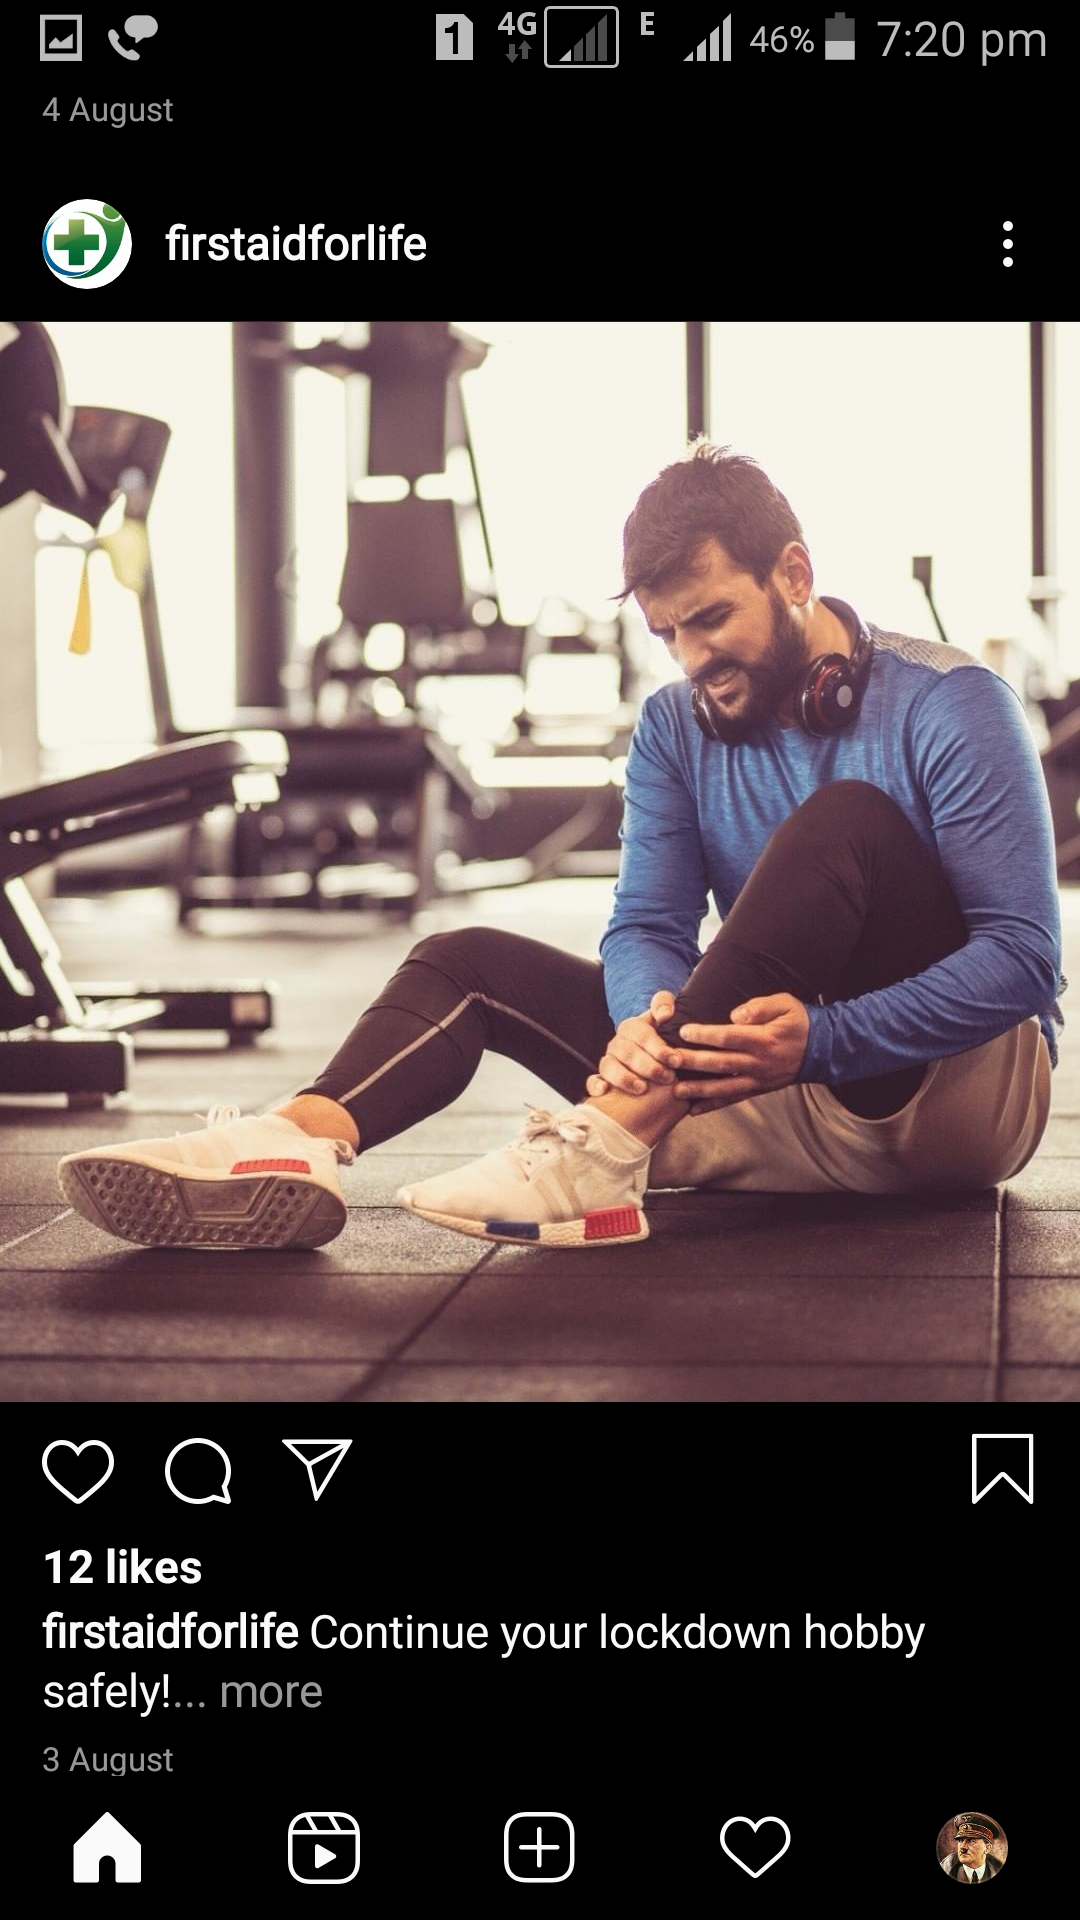 1 4G E 46% 7:20 pm
4 August
firstaidforlife
12 likes
firstaidforlife Continue your lockdown hobby
safely!... more
3 August